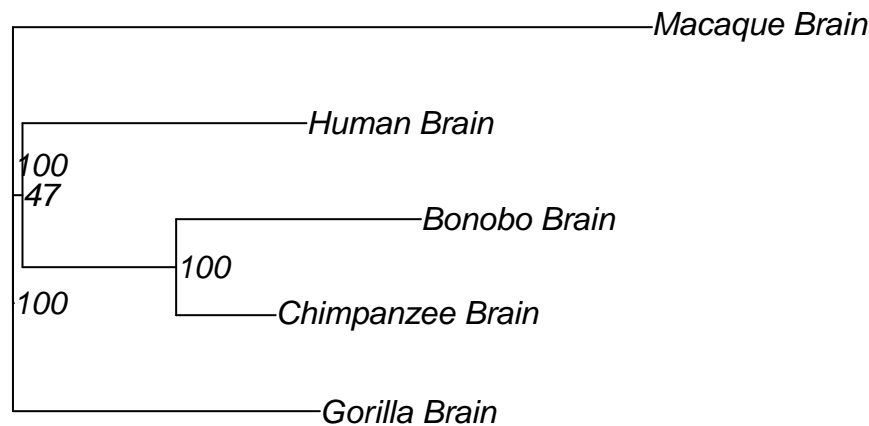 Macaque Brain
Human Brain
100
47
Bonobo Brain
100
100
Chimpanzee Brain
Gorilla Brain